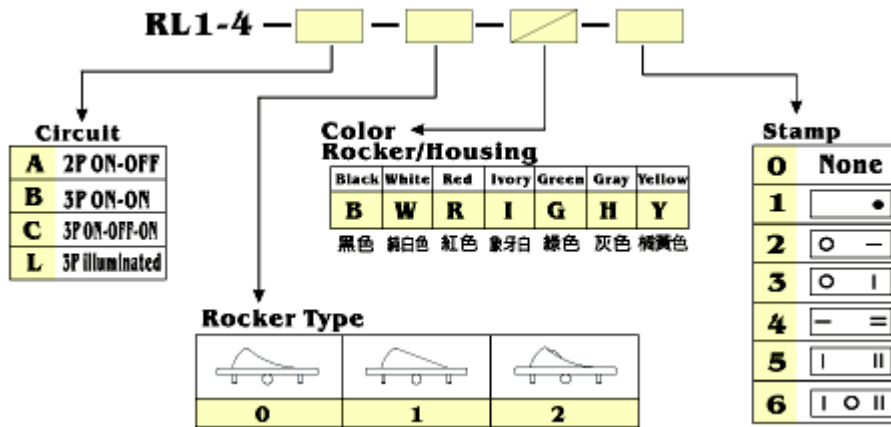 RL1-4 — — —
Circuit
A 2P ON-OFF
B 3P ON-ON
C 3P ON-OFF-ON
L 3P illuminated
Color
Rocker/Housing
Black White Red Ivory Green Gray Yellow
B W R I G H Y
黑色 純白色 紅色 象牙白 綠色 灰色 橘黃色
Rocker Type
0 1 2
Stamp
0 None
1 •
2 O –
3 O I
4 – =
5 I II
6 I O II